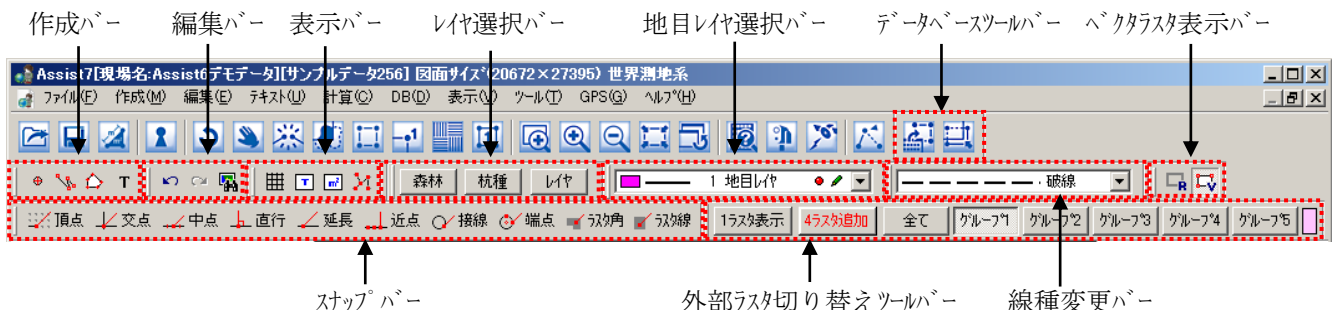 作成ﾊﾞｰ 編集ﾊﾞｰ 表示ﾊﾞｰ ﾚｲﾔ選択ﾊﾞｰ 地目ﾚｲﾔ選択ﾊﾞｰ ﾃﾞｰﾀﾍﾞｰｽﾂｰﾙﾊﾞｰ ﾍﾞｸﾀﾗｽﾀ表示ﾊﾞｰ
Assist7[現場名:Assist6デモデータ][サンプルデータ256] 図面ｻｲｽﾞ(20672×27395) 世界測地系
ﾌｧｲﾙ(F) 作成(M) 編集(E) ﾃｷｽﾄ(U) 計算(C) DB(D) 表示(V) ﾂｰﾙ(T) GPS(G) ﾍﾙﾌﾟ(H)
T T m² 森林 杭種 ﾚｲﾔ 1 地目ﾚｲﾔ 破線 R V
頂点 交点 中点 直行 延長 近点 接線 端点 ﾗｽﾀ角 ﾗｽﾀ線 1ﾗｽﾀ表示 4ﾗｽﾀ追加 全て ｸﾞﾙｰﾌﾟ1 ｸﾞﾙｰﾌﾟ2 ｸﾞﾙｰﾌﾟ3 ｸﾞﾙｰﾌﾟ4 ｸﾞﾙｰﾌﾟ5
ｽﾅｯﾌﾟﾊﾞｰ 外部ﾗｽﾀ切り替えﾂｰﾙﾊﾞｰ 線種変更ﾊﾞｰ